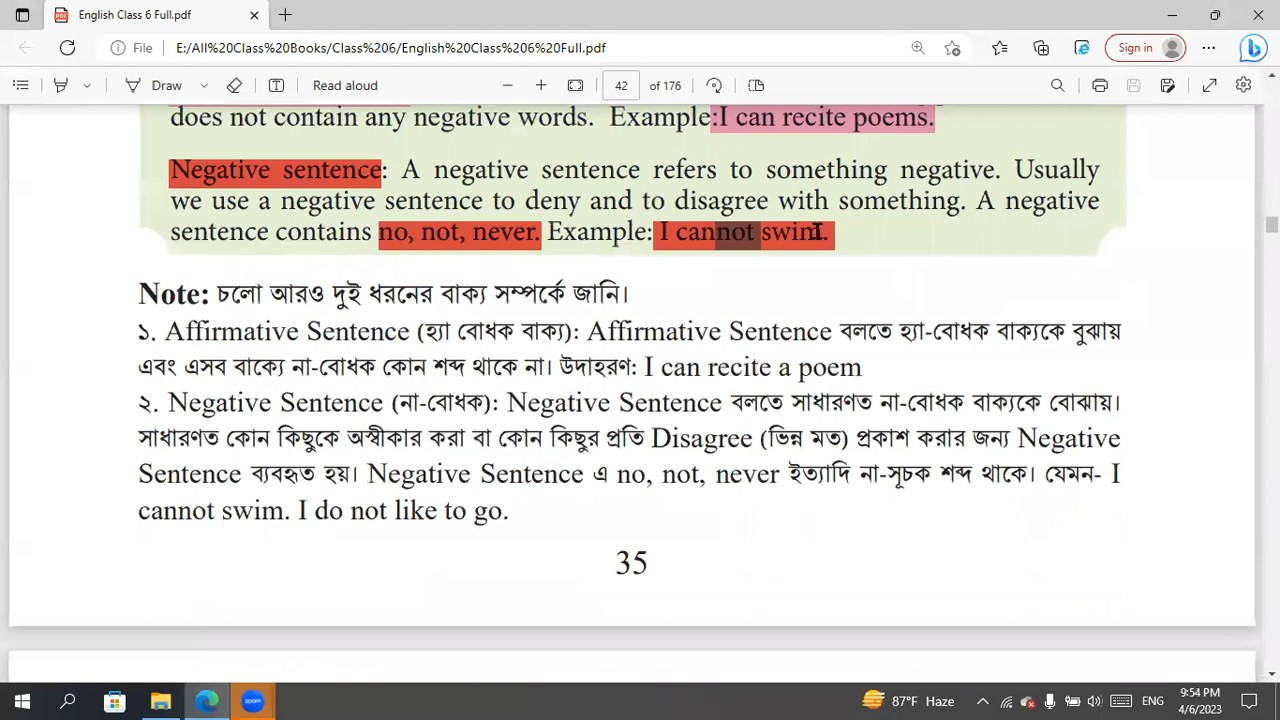 English Class 6 Full.pdf
File E:/All%20Class%20Books/Class%206/English%20Class%206%20Full.pdf Sign in
Draw Read aloud 42 of 176
does not contain any negative words. Example:I can recite poems.
Negative sentence: A negative sentence refers to something negative. Usually
we use a negative sentence to deny and to disagree with something. A negative
sentence contains no, not, never. Example: I cannot swim.
Note: চলো আরও দুই ধরনের বাক্য সম্পর্কে জানি।
১. Affirmative Sentence (হ্যা বোধক বাক্য): Affirmative Sentence বলতে হ্যা-বোধক বাক্যকে বুঝায়
এবং এসব বাক্যে না-বোধক কোন শব্দ থাকে না। উদাহরণ: I can recite a poem
২. Negative Sentence (না-বোধক): Negative Sentence বলতে সাধারণত না-বোধক বাক্যকে বোঝায়।
সাধারণত কোন কিছুকে অস্বীকার করা বা কোন কিছুর প্রতি Disagree (ভিন্ন মত) প্রকাশ করার জন্য Negative
Sentence ব্যবহৃত হয়। Negative Sentence এ no, not, never ইত্যাদি না-সূচক শব্দ থাকে। যেমন- I
cannot swim. I do not like to go.
35
zoom 87°F Haze ENG 9:54 PM
4/6/2023